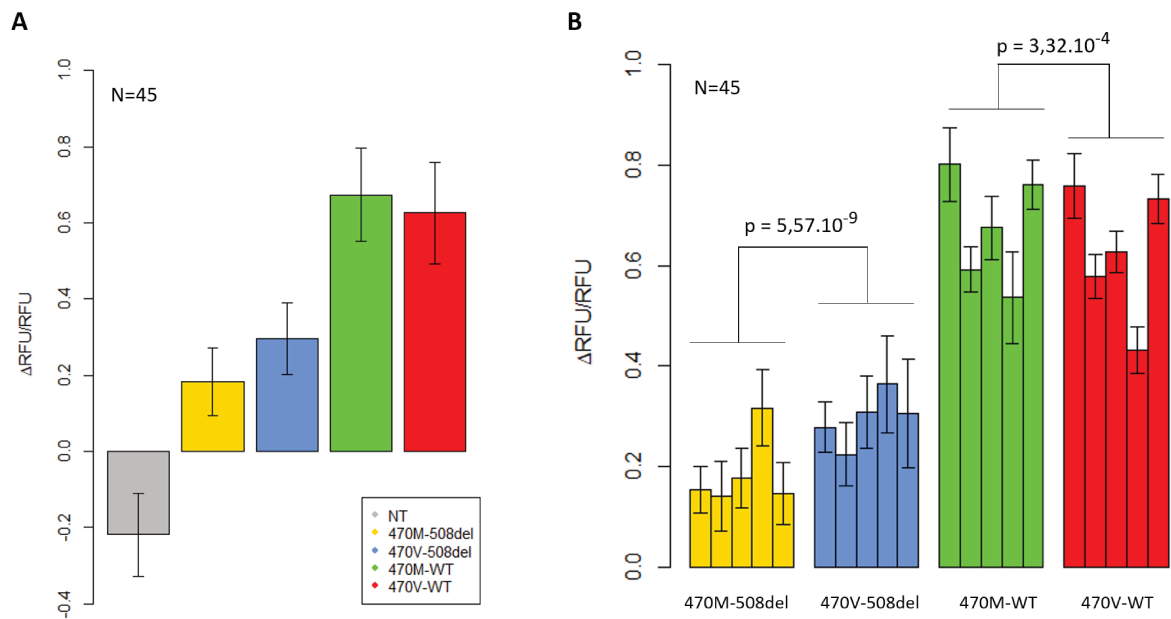 A
1.0
N=45
0.8
0.6
0.4
0.2
0.0
-0.2
-0.4
ΔRFU/RFU
NT
470M-508del
470V-508del
470M-WT
470V-WT
B
p = 3,32.10-4
1.0
N=45
0.8
p = 5,57.10-9
0.6
0.4
0.2
0.0
ΔRFU/RFU
470M-508del 470V-508del 470M-WT 470V-WT